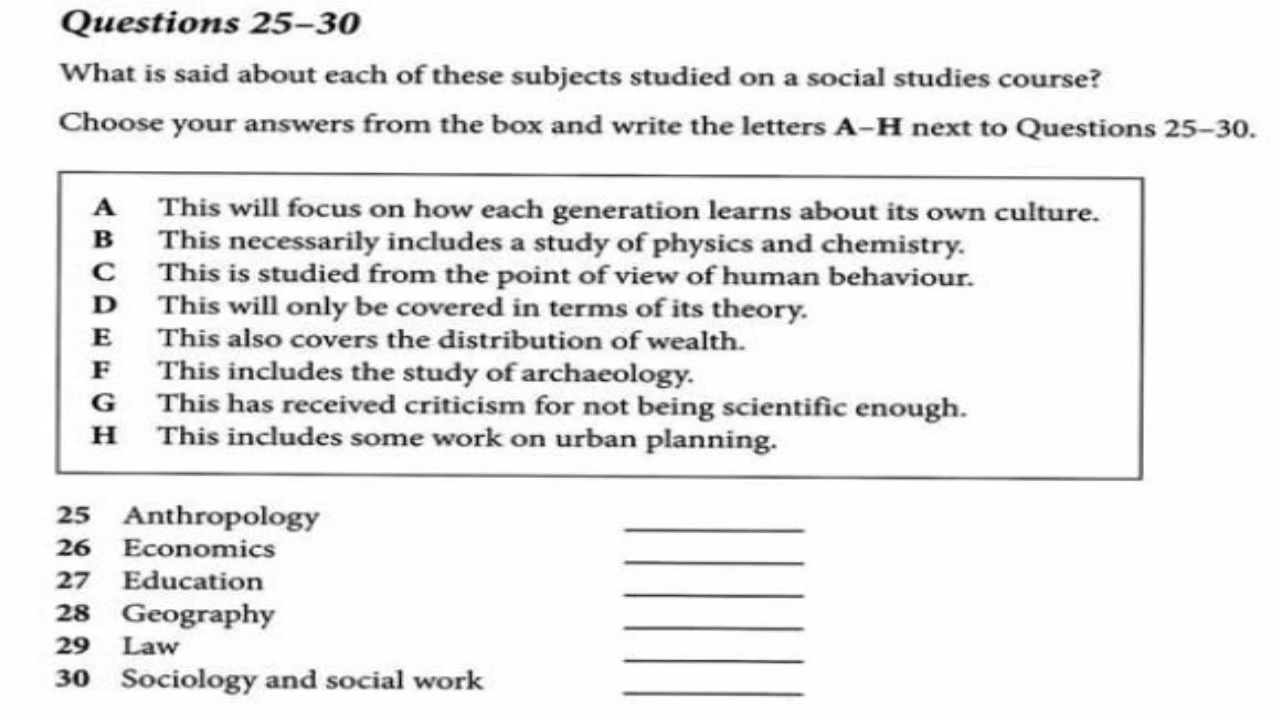 Questions 25–30
What is said about each of these subjects studied on a social studies course?
Choose your answers from the box and write the letters A–H next to Questions 25–30.
A This will focus on how each generation learns about its own culture.
B This necessarily includes a study of physics and chemistry.
C This is studied from the point of view of human behaviour.
D This will only be covered in terms of its theory.
E This also covers the distribution of wealth.
F This includes the study of archaeology.
G This has received criticism for not being scientific enough.
H This includes some work on urban planning.
25 Anthropology
26 Economics
27 Education
28 Geography
29 Law
30 Sociology and social work